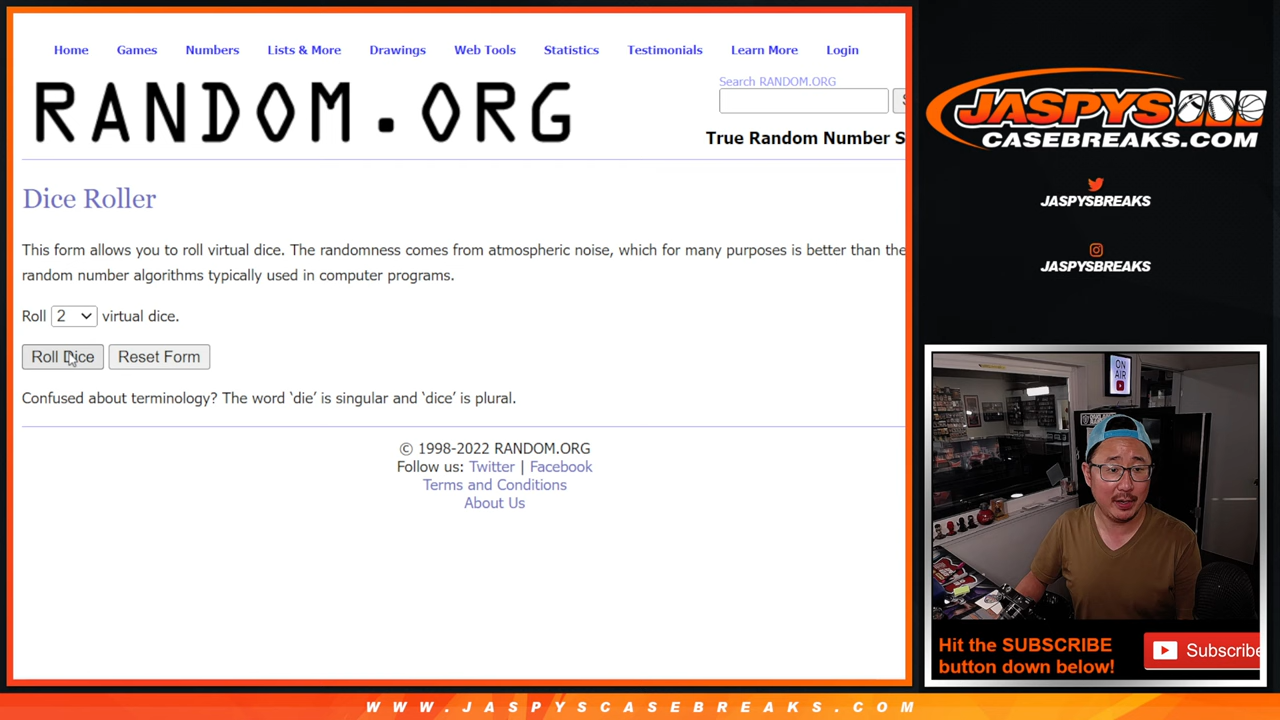 Home Games Numbers Lists & More Drawings Web Tools Statistics Testimonials Learn More Login
RANDOM.ORG
Search RANDOM.ORG
True Random Number S
Dice Roller
This form allows you to roll virtual dice. The randomness comes from atmospheric noise, which for many purposes is better than the
random number algorithms typically used in computer programs.
Roll 2 virtual dice.
Roll Dice Reset Form
Confused about terminology? The word ‘die’ is singular and ‘dice’ is plural.
© 1998-2022 RANDOM.ORG
Follow us: Twitter | Facebook
Terms and Conditions
About Us
JASPYS
CASEBREAKS.COM
JASPYSBREAKS
JASPYSBREAKS
ON
AIR
Hit the SUBSCRIBE
button down below!
Subscribe
WWW.JASPYSCASEBREAKS.COM